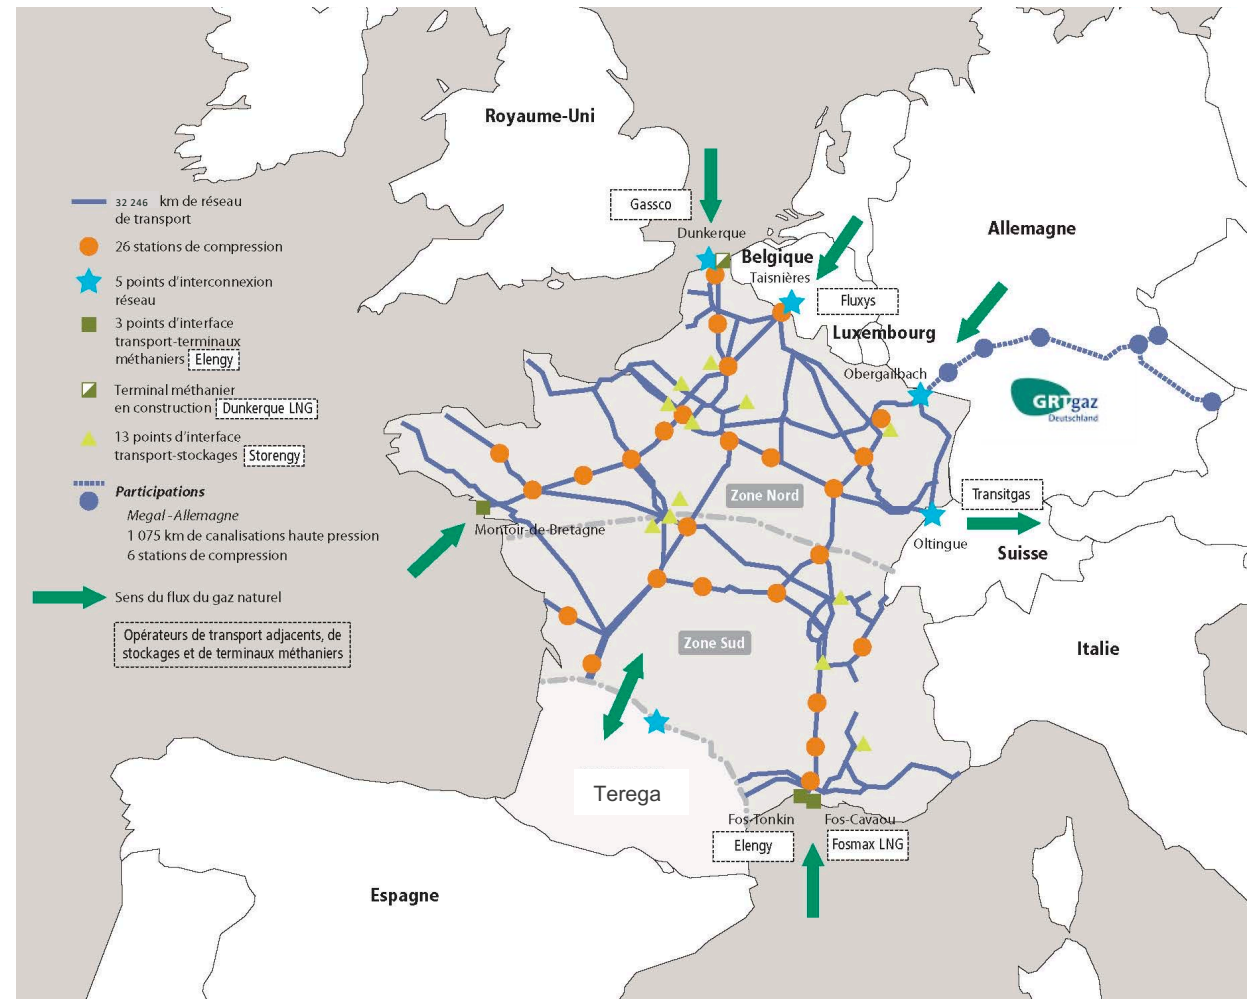 Royaume-Uni
Gassco
Dunkerque
Belgique
Taisnières
Fluxys
Allemagne
Luxembourg
Obergailbach
GRTgaz
Deutschland
32 246 km de réseau
de transport
26 stations de compression
5 points d'interconnexion
réseau
3 points d'interface
transport-terminaux
méthaniers Elengy
Terminal méthanier
en construction Dunkerque LNG
13 points d'interface
transport-stockages Storengy
Participations
Megal -Allemagne
1 075 km de canalisations haute pression
6 stations de compression
Sens du flux du gaz naturel
Opérateurs de transport adjacents, de
stockages et de terminaux méthaniers
Zone Nord
Transitgas
Montoir-de-Bretagne
Oltingue
Suisse
Zone Sud
Italie
Terega
Fos-Tonkin
Fos-Cavaou
Elengy
Fosmax LNG
Espagne